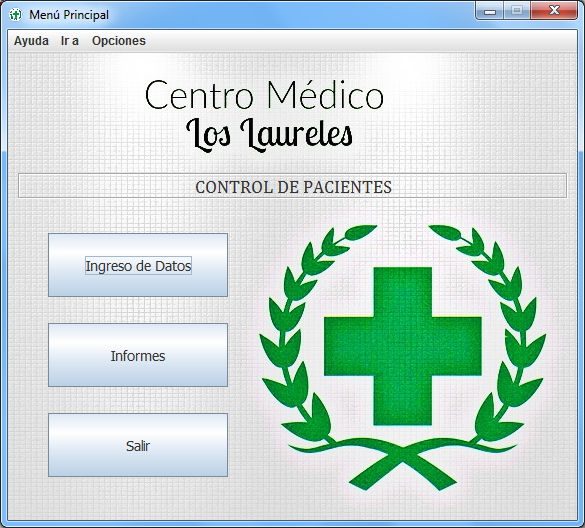 Menú Principal
Ayuda Ir a Opciones
Centro Médico
Los Laureles
CONTROL DE PACIENTES
Ingreso de Datos
Informes
Salir